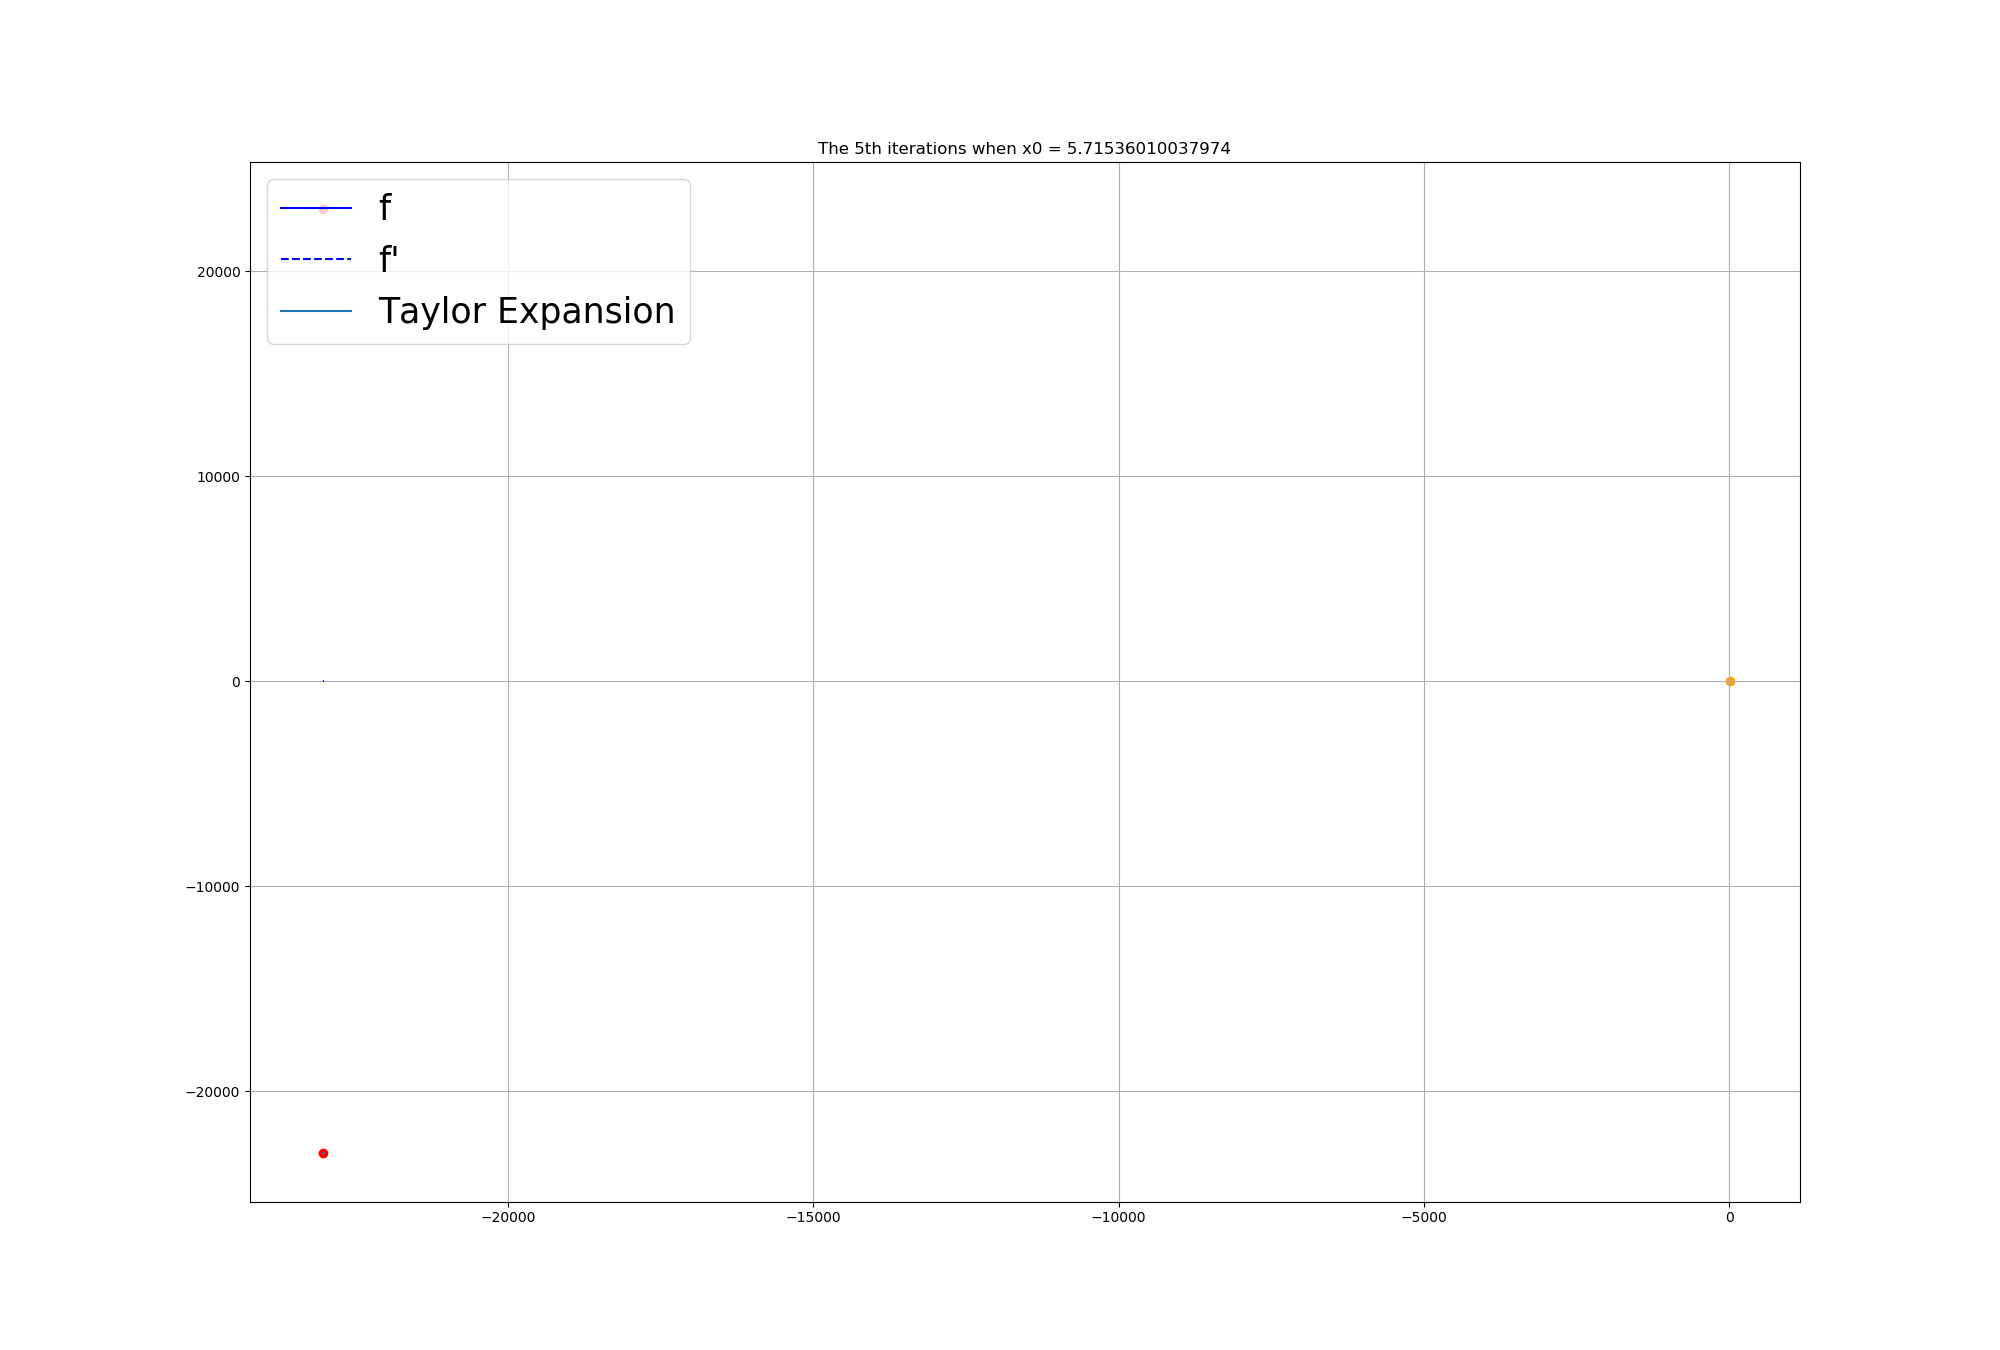 The 5th iterations when x0 = 5.71536010037974
f
f'
Taylor Expansion
20000
10000
0
−10000
−20000
−20000 −15000 −10000 −5000 0